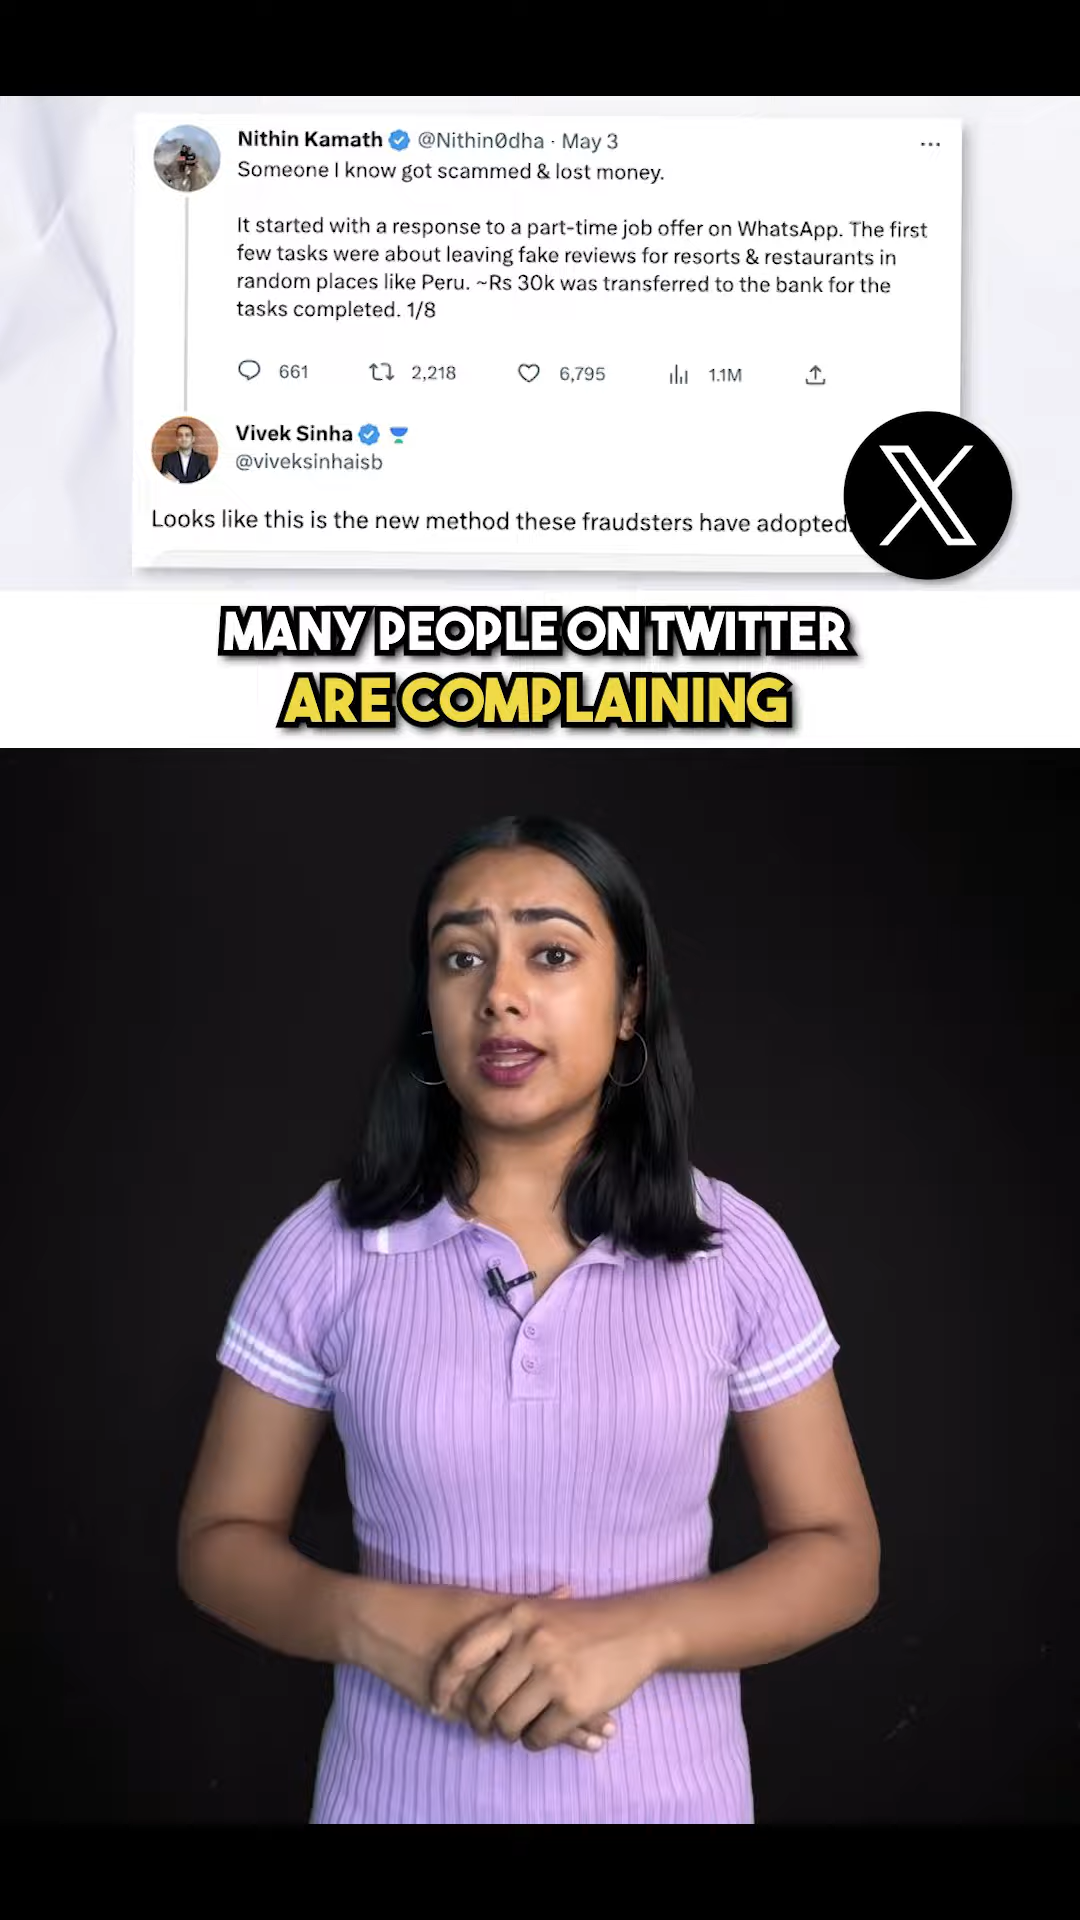 Nithin Kamath @Nithin0dha · May 3
Someone I know got scammed & lost money.
It started with a response to a part-time job offer on WhatsApp. The first
few tasks were about leaving fake reviews for resorts & restaurants in
random places like Peru. ~Rs 30k was transferred to the bank for the
tasks completed. 1/8
661 2,218 6,795 1.1M
Vivek Sinha
@viveksinhaisb
Looks like this is the new method these fraudsters have adopted.
MANY PEOPLE ON TWITTER
ARE COMPLAINING